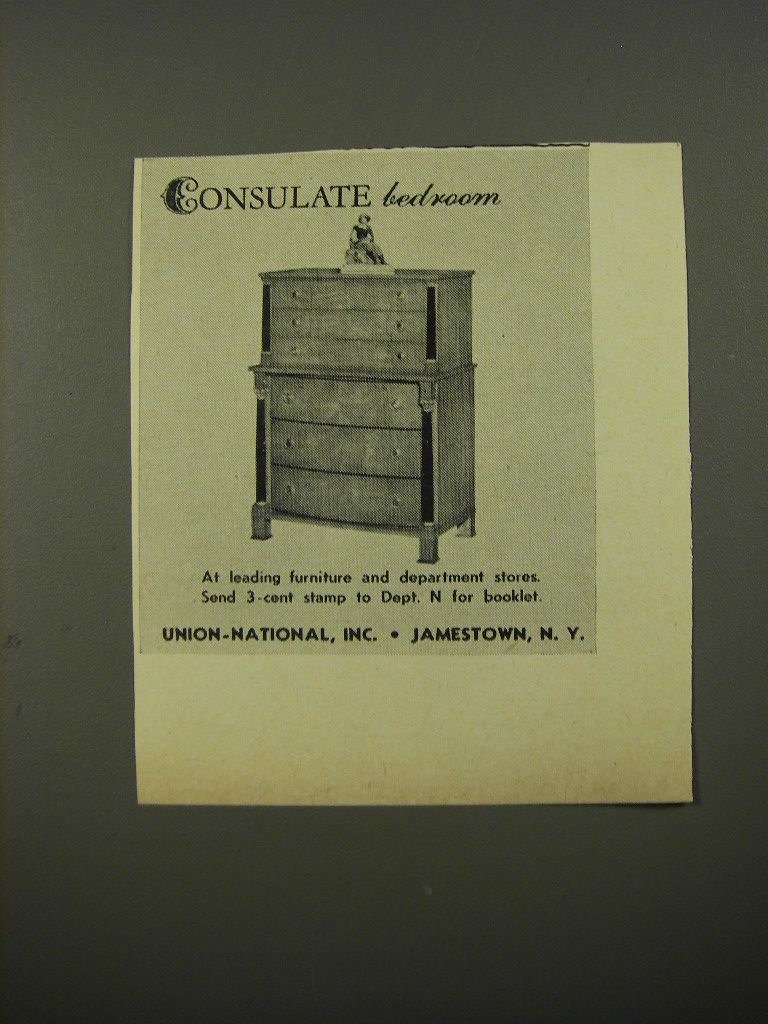 CONSULATE bedroom
At leading furniture and department stores.
Send 3-cent stamp to Dept. N for booklet.
UNION-NATIONAL, INC. • JAMESTOWN, N. Y.